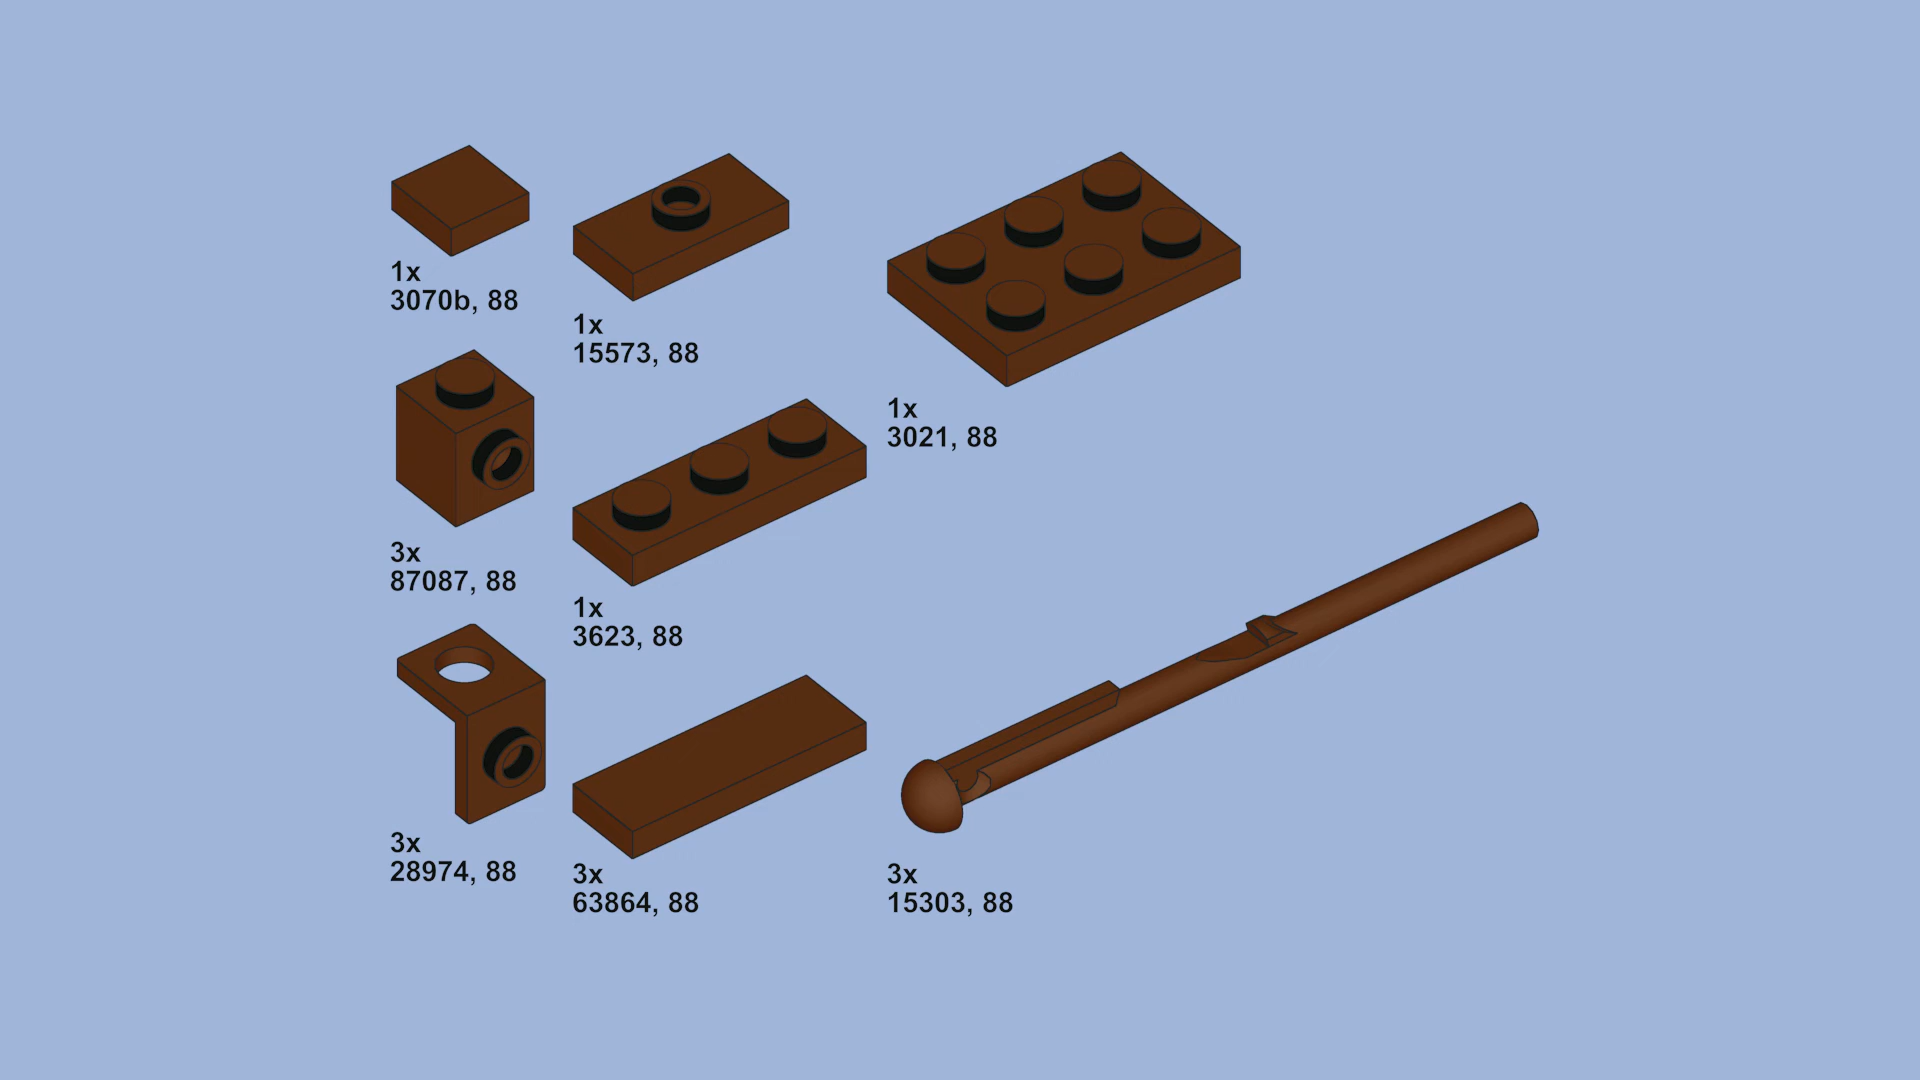 1x
3070b, 88
1x
15573, 88
1x
3021, 88
3x
87087, 88
1x
3623, 88
3x
28974, 88
3x
63864, 88
3x
15303, 88